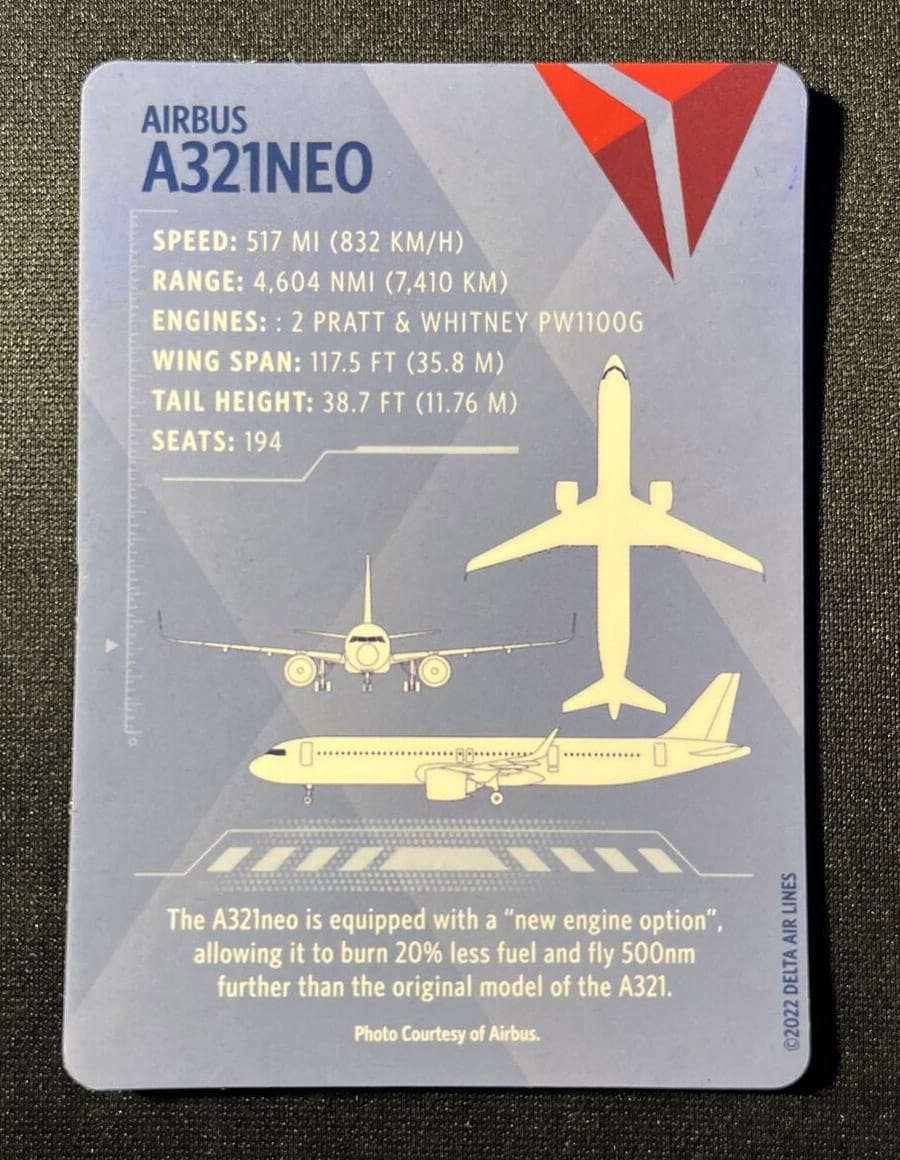 AIRBUS
A321NEO
SPEED: 517 MI (832 KM/H)
RANGE: 4,604 NMI (7,410 KM)
ENGINES: : 2 PRATT & WHITNEY PW1100G
WING SPAN: 117.5 FT (35.8 M)
TAIL HEIGHT: 38.7 FT (11.76 M)
SEATS: 194
The A321neo is equipped with a “new engine option”,
allowing it to burn 20% less fuel and fly 500nm
further than the original model of the A321.
Photo Courtesy of Airbus.
©2022 DELTA AIR LINES